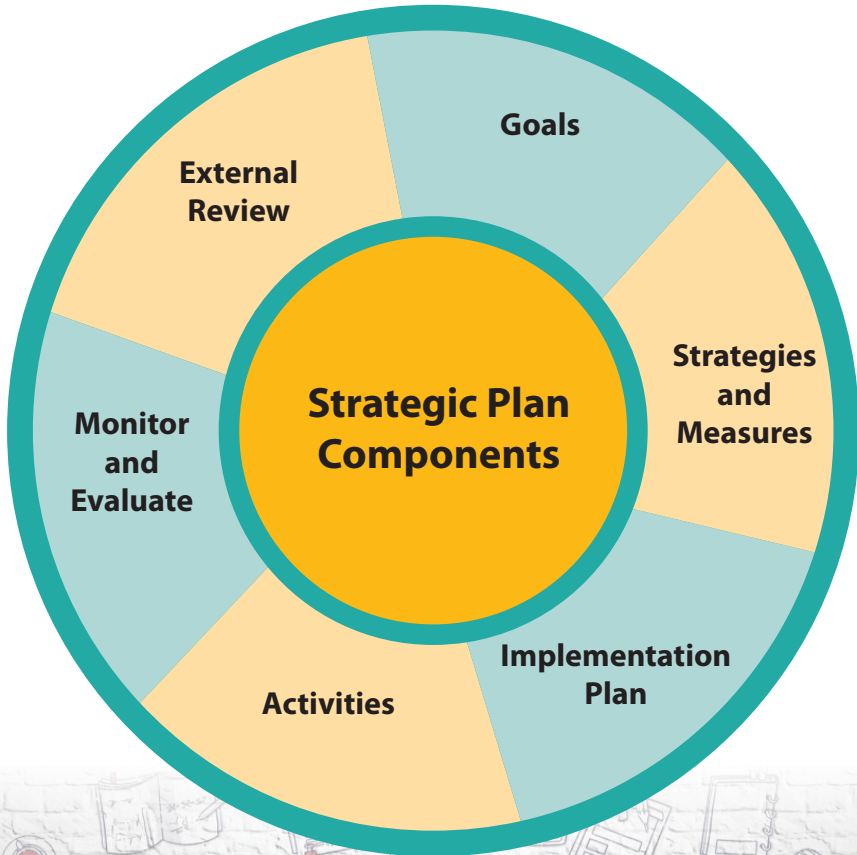 Strategic Plan
Components
Goals
Strategies
and
Measures
Implementation
Plan
Activities
Monitor
and
Evaluate
External
Review